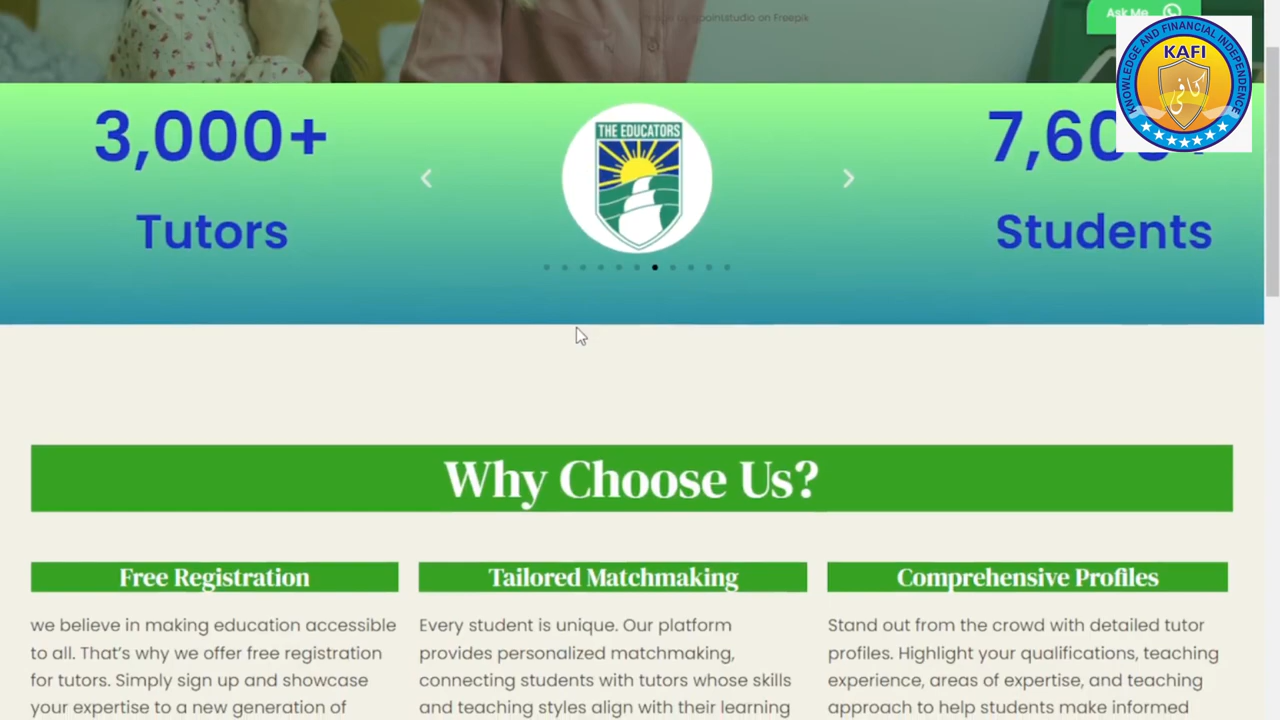 on Freepik
Ask Me
KNOWLEDGE AND FINANCIAL INDEPENDENCE
KAFI
کافی
3,000+
Tutors
THE EDUCATORS
Students
Why Choose Us?
Free Registration
we believe in making education accessible
to all. That's why we offer free registration
for tutors. Simply sign up and showcase
your expertise to a new generation of
Tailored Matchmaking
Every student is unique. Our platform
provides personalized matchmaking,
connecting students with tutors whose skills
and teaching styles align with their learning
Comprehensive Profiles
Stand out from the crowd with detailed tutor
profiles. Highlight your qualifications, teaching
experience, areas of expertise, and teaching
approach to help students make informed